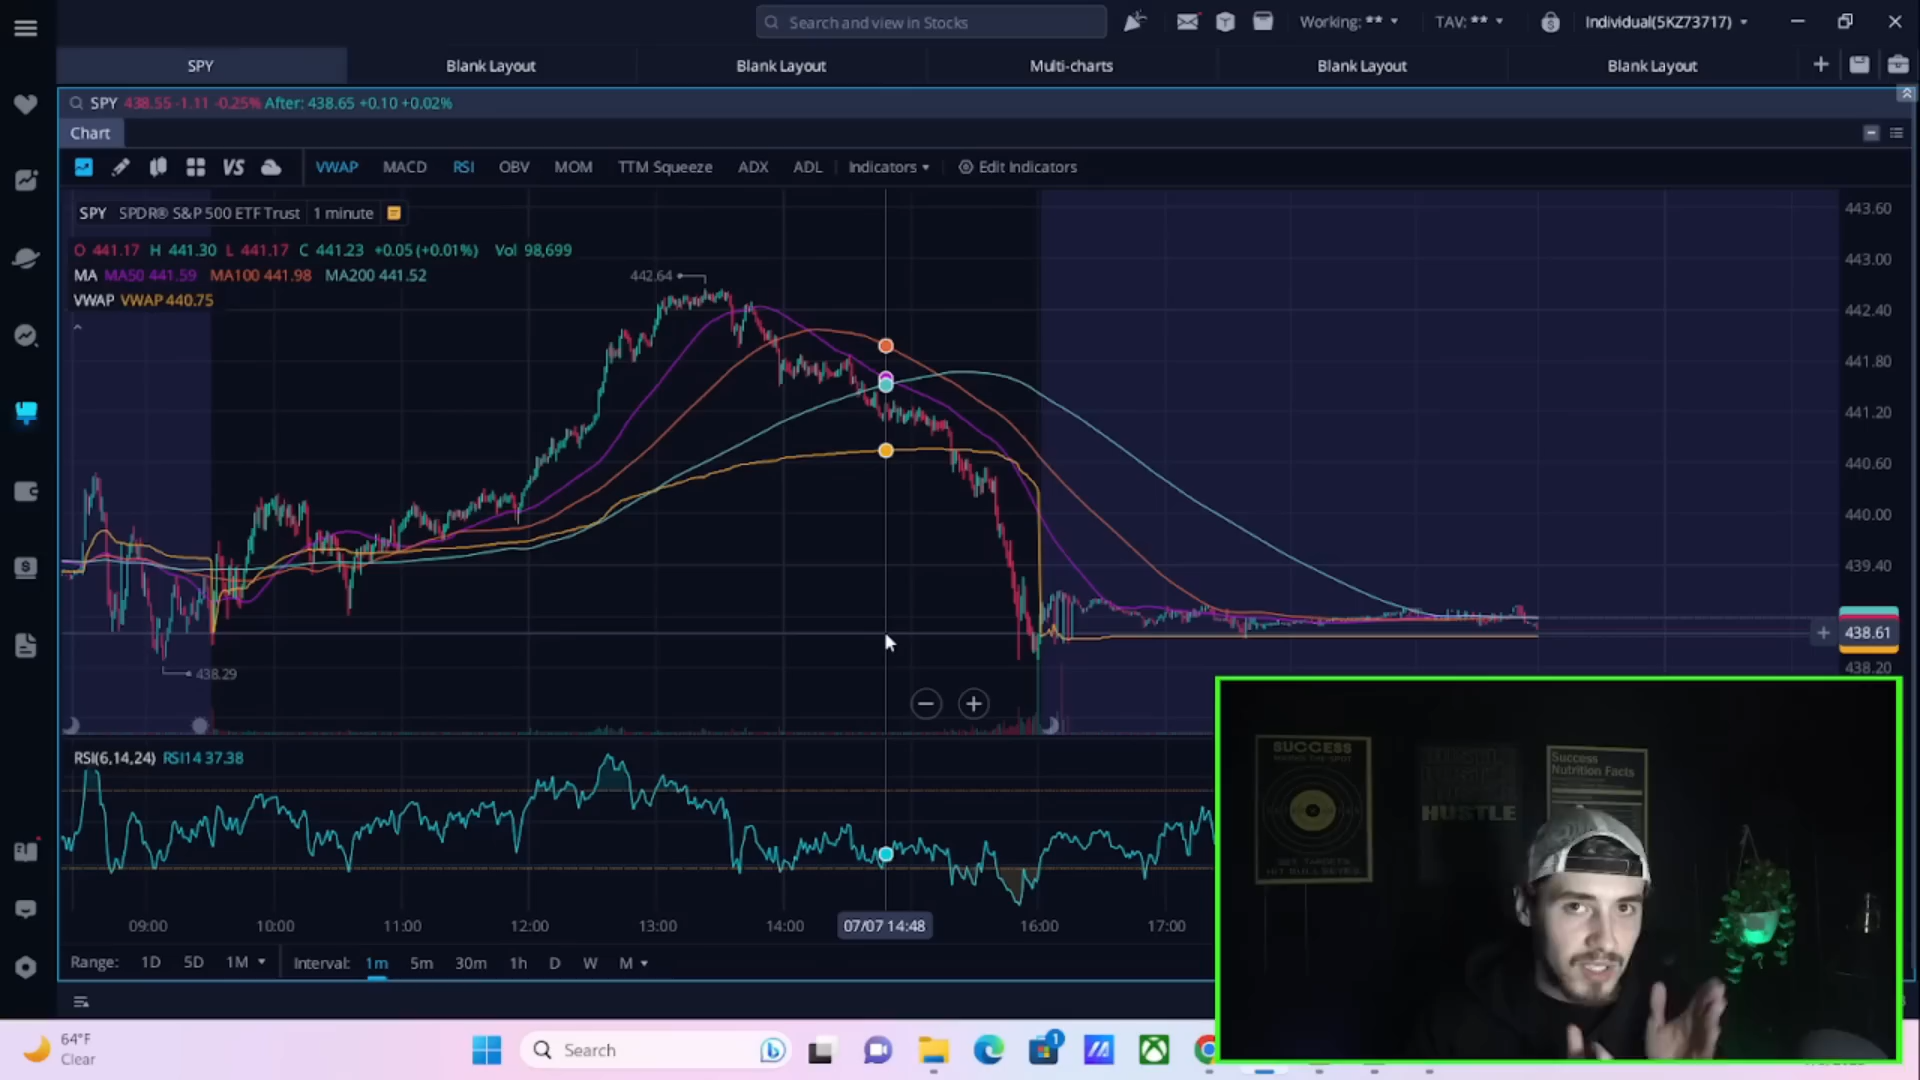 Search and view in Stocks
Working: ** TAV: ** Individual(5KZ73717)
SPY Blank Layout Blank Layout Multi-charts Blank Layout Blank Layout
SPY 438.55 -1.11 -0.25% After: 438.65 +0.10 +0.02%
Chart
VS VWAP MACD RSI OBV MOM TTM Squeeze ADX ADL Indicators Edit Indicators
SPY SPDR® S&P 500 ETF Trust 1 minute
O 441.17 H 441.30 L 441.17 C 441.23 +0.05 (+0.01%) Vol 98,699
MA MA50 441.59 MA100 441.98 MA200 441.52
VWAP VWAP 440.75
442.64
438.29
443.60
443.00
442.40
441.80
441.20
440.60
440.00
439.40
438.61
438.20
RSI(6,14,24) RSI14 37.38
09:00 10:00 11:00 12:00 13:00 14:00 07/07 14:48 16:00 17:00
Range: 1D 5D 1M Interval: 1m 5m 30m 1h D W M
SUCCESS
HUSTLE
Success
Nutrition Facts
64°F
Clear
Search
1